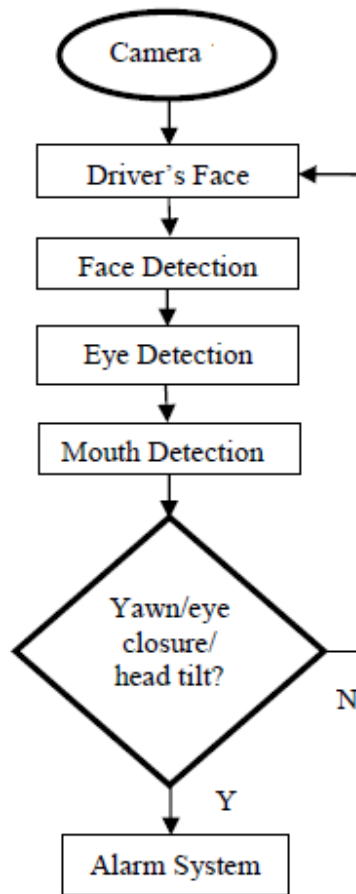 Camera
Driver's Face
Face Detection
Eye Detection
Mouth Detection
Yawn/eye
closure/
head tilt?
N
Y
Alarm System